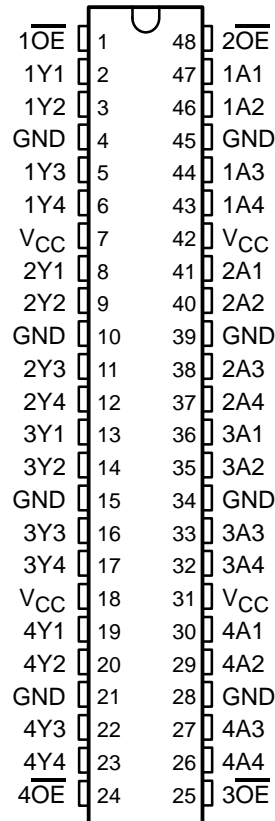 1O̅E̅ 1 48 2O̅E̅
1Y1 2 47 1A1
1Y2 3 46 1A2
GND 4 45 GND
1Y3 5 44 1A3
1Y4 6 43 1A4
VCC 7 42 VCC
2Y1 8 41 2A1
2Y2 9 40 2A2
GND 10 39 GND
2Y3 11 38 2A3
2Y4 12 37 2A4
3Y1 13 36 3A1
3Y2 14 35 3A2
GND 15 34 GND
3Y3 16 33 3A3
3Y4 17 32 3A4
VCC 18 31 VCC
4Y1 19 30 4A1
4Y2 20 29 4A2
GND 21 28 GND
4Y3 22 27 4A3
4Y4 23 26 4A4
4O̅E̅ 24 25 3O̅E̅